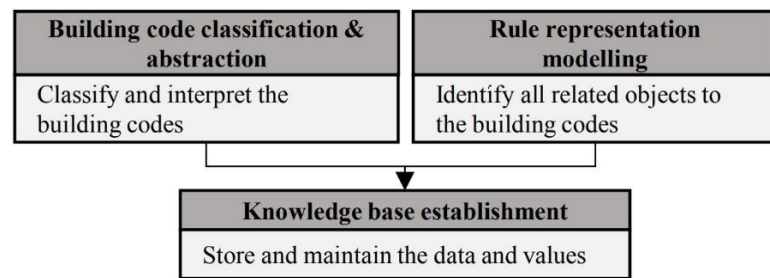 Building code classification &
abstraction
Classify and interpret the
building codes
Rule representation
modelling
Identify all related objects to
the building codes
Knowledge base establishment
Store and maintain the data and values